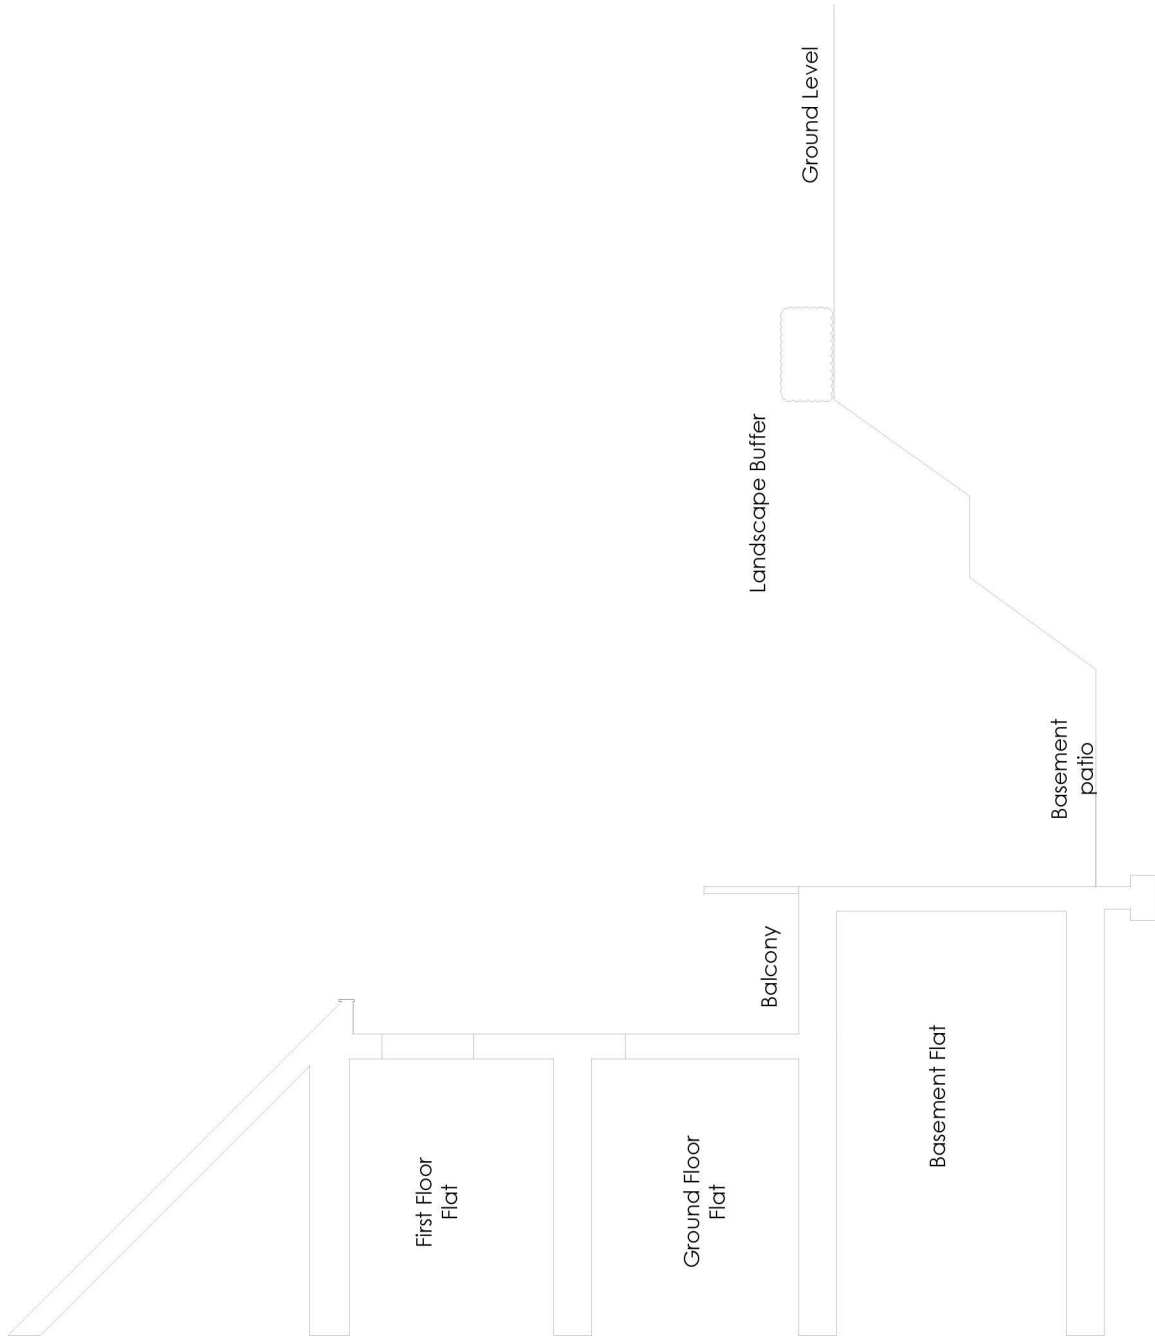 First Floor
Flat
Ground Floor
Flat
Balcony
Basement Flat
Basement
patio
Landscape Buffer
Ground Level